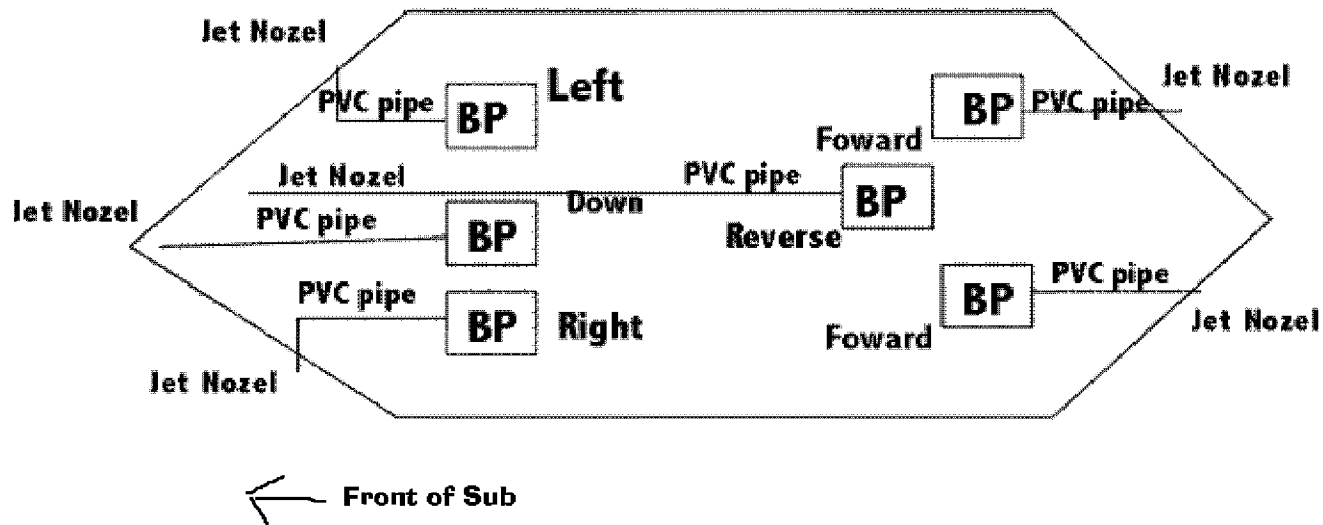 Jet Nozel
Left
PVC pipe
BP
Jet Nozel
BP
PVC pipe
Foward
Jet Nozel
PVC pipe
BP
Down
Jet Nozel
PVC pipe
BP
Reverse
PVC pipe
BP
Right
PVC pipe
BP
Foward
Jet Nozel
Jet Nozel
Front of Sub